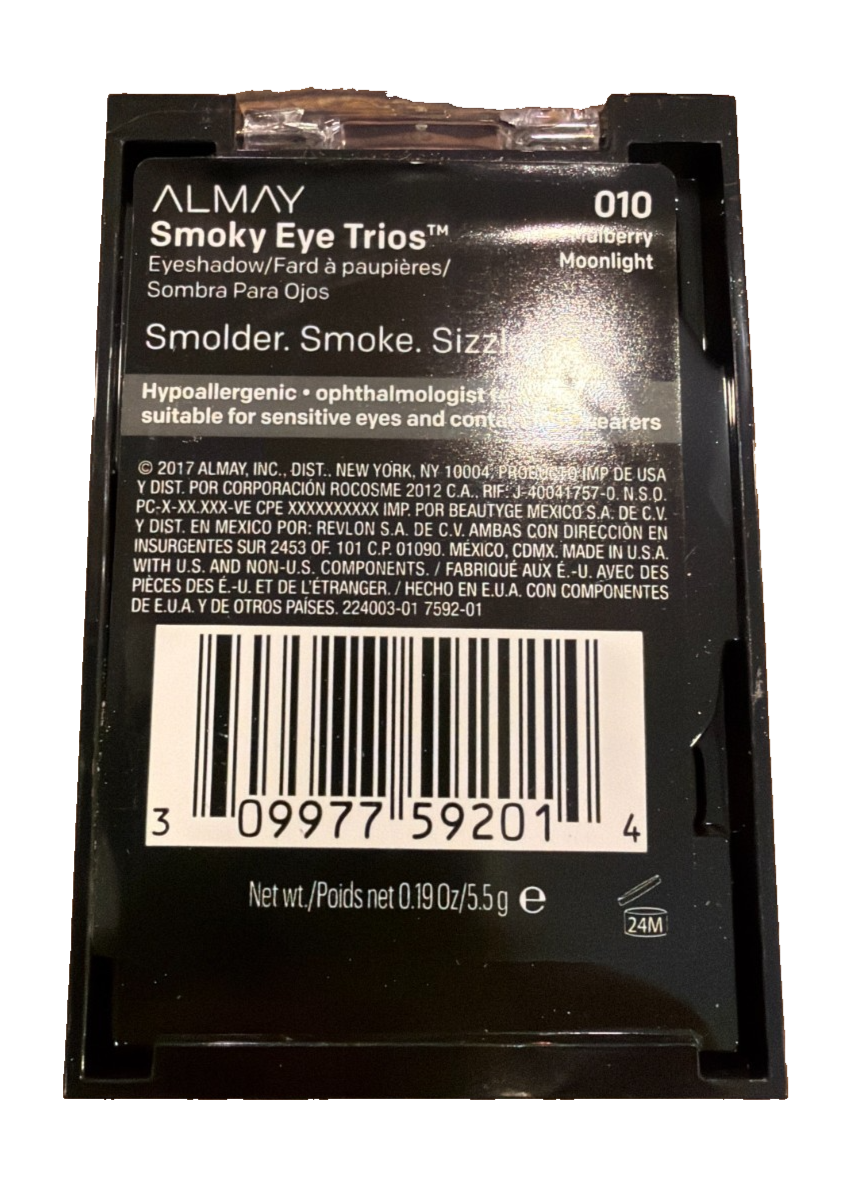 ALMAY
010
Smoky Eye Trios™
Mulberry
Eyeshadow/Fard à paupières/
Moonlight
Sombra Para Ojos
Smolder. Smoke.
Hypoallergenic • ophthalmologist
suitable for sensitive eyes and wearers
© 2017 ALMAY, INC., DIST., NEW YORK, NY 10004, PRODUCTO IMP DE USA
Y DIST. POR CORPORACIÓN ROCOSME 2012 C.A., RIF: J-40041757-0. N.S.O.
PC-X-XX.XXX-VE CPE XXXXXXXXXX IMP. POR BEAUTYGE MEXICO S.A. DE C.V.
Y DIST. EN MEXICO POR: REVLON S.A. DE C.V. AMBAS CON DIRECCIÓN EN
INSURGENTES SUR 2453 OF. 101 C.P. 01090. MÉXICO, CDMX. MADE IN U.S.A.
WITH U.S. AND NON-U.S. COMPONENTS. / FABRIQUÉ AUX É.-U. AVEC DES
PIÈCES DES É.-U. ET DE L'ÉTRANGER. / HECHO EN E.U.A. CON COMPONENTES
DE E.U.A. Y DE OTROS PAÍSES. 224003-01 7592-01
3 09977 59201 4
Net wt./Poids net 0.19 Oz/5.5 g e
24M